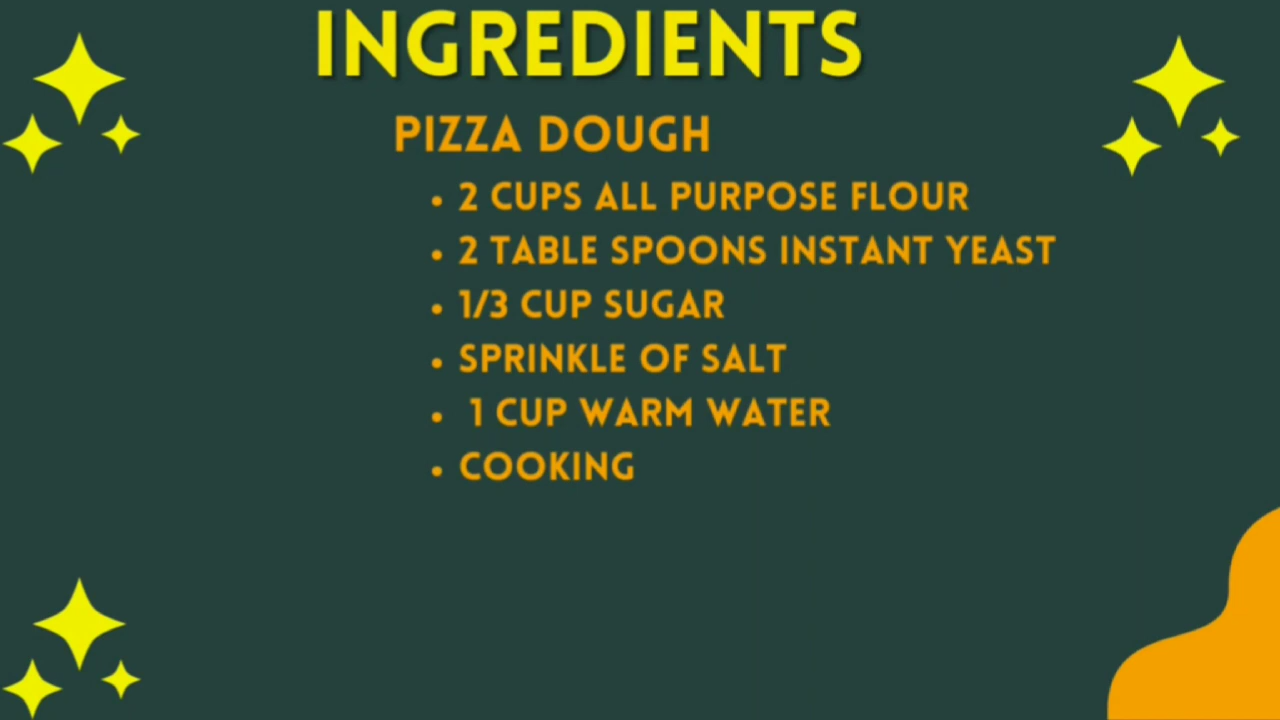 INGREDIENTS
PIZZA DOUGH
• 2 CUPS ALL PURPOSE FLOUR
• 2 TABLE SPOONS INSTANT YEAST
• 1/3 CUP SUGAR
• SPRINKLE OF SALT
• 1 CUP WARM WATER
• COOKING